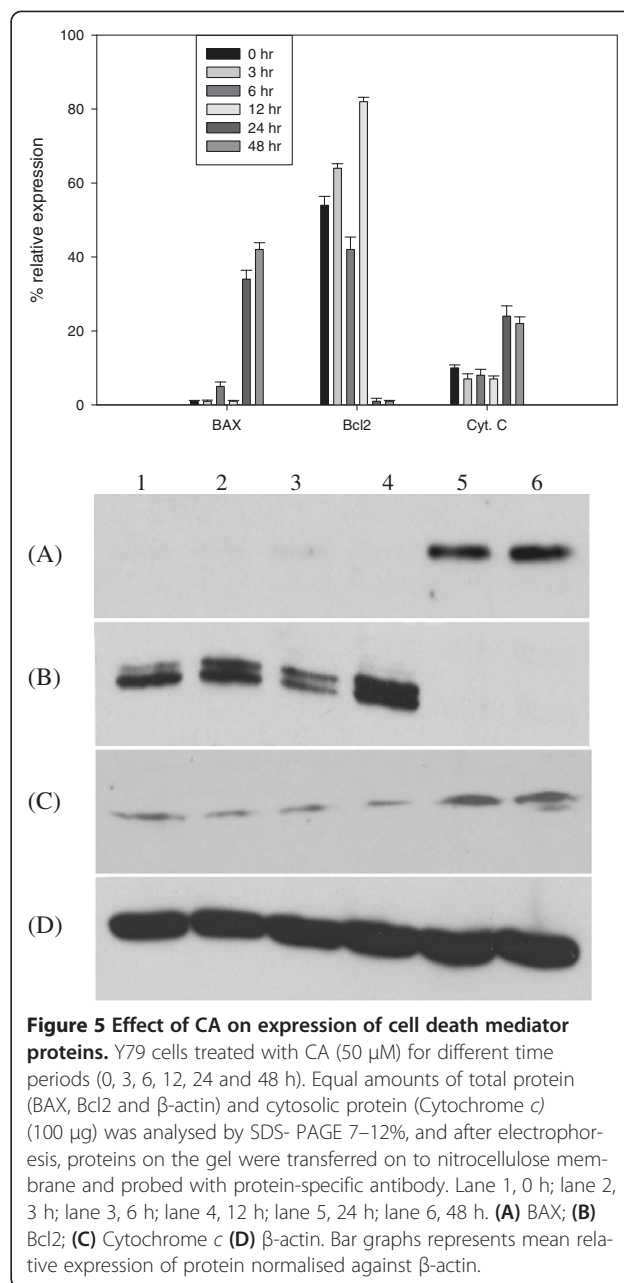 100
80
60
40
20
0
% relative expression
0 hr
3 hr
6 hr
12 hr
24 hr
48 hr
BAX
Bcl2
Cyt. C
1 2 3 4 5 6
(A)
(B)
(C)
(D)
Figure 5 Effect of CA on expression of cell death mediator
proteins. Y79 cells treated with CA (50 μM) for different time
periods (0, 3, 6, 12, 24 and 48 h). Equal amounts of total protein
(BAX, Bcl2 and β-actin) and cytosolic protein (Cytochrome c)
(100 μg) was analysed by SDS- PAGE 7–12%, and after electrophor-
esis, proteins on the gel were transferred on to nitrocellulose mem-
brane and probed with protein-specific antibody. Lane 1, 0 h; lane 2,
3 h; lane 3, 6 h; lane 4, 12 h; lane 5, 24 h; lane 6, 48 h. (A) BAX; (B)
Bcl2; (C) Cytochrome c (D) β-actin. Bar graphs represents mean rela-
tive expression of protein normalised against β-actin.